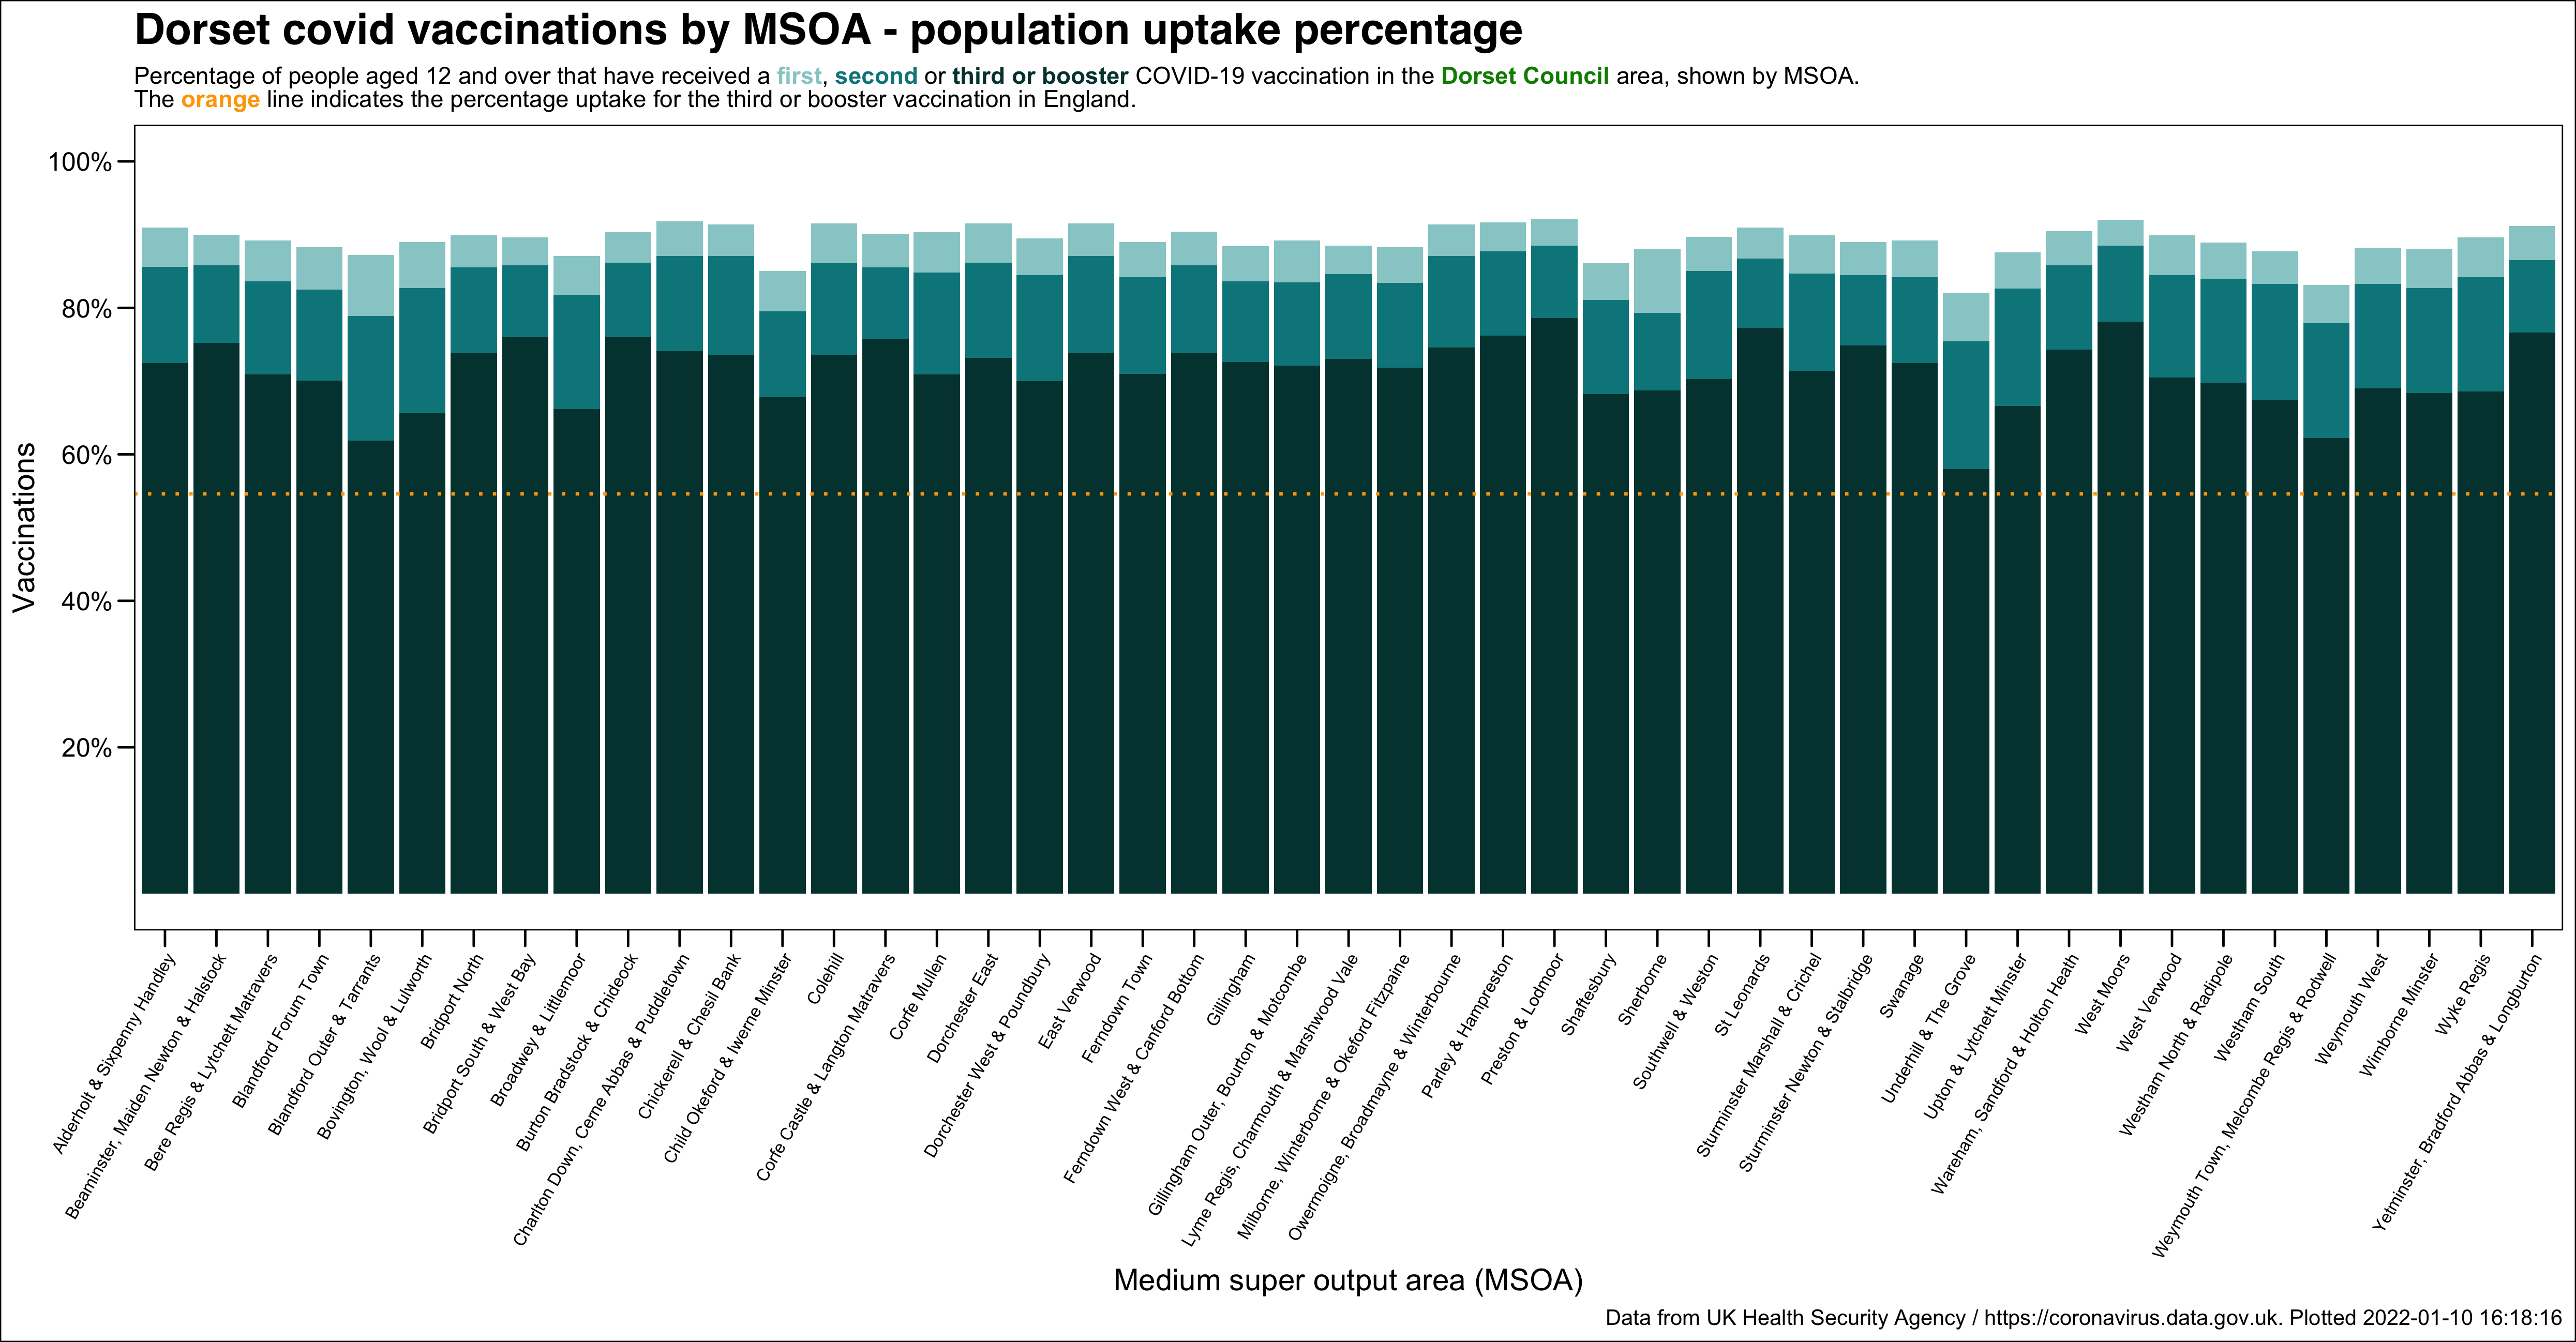 Dorset covid vaccinations by MSOA - population uptake percentage
Percentage of people aged 12 and over that have received a first, second or third or booster COVID-19 vaccination in the Dorset Council area, shown by MSOA.
The orange line indicates the percentage uptake for the third or booster vaccination in England.
100%
80%
60%
40%
20%
Vaccinations
Alderholt & Sixpenny Handley
Beaminster, Maiden Newton & Halstock
Bere Regis & Lytchett Matravers
Blandford Forum Town
Blandford Outer & Tarrants
Bovington, Wool & Lulworth
Bridport North
Bridport South & West Bay
Broadwey & Littlemoor
Burton Bradstock & Chideock
Charlton Down, Cerne Abbas & Puddletown
Chickerell & Chesil Bank
Child Okeford & Iwerne Minster
Colehill
Corfe Castle & Langton Matravers
Corfe Mullen
Dorchester East
Dorchester West & Poundbury
East Verwood
Ferndown Town
Ferndown West & Canford Bottom
Gillingham
Gillingham Outer, Bourton & Motcombe
Lyme Regis, Charmouth & Marshwood Vale
Milborne, Winterborne & Okeford Fitzpaine
Owermoigne, Broadmayne & Winterbourne
Parley & Hampreston
Preston & Lodmoor
Shaftesbury
Sherborne
Southwell & Weston
St Leonards
Sturminster Marshall & Crichel
Sturminster Newton & Stalbridge
Swanage
Underhill & The Grove
Upton & Lytchett Minster
Wareham, Sandford & Holton Heath
West Moors
West Verwood
Westham North & Radipole
Westham South
Weymouth Town, Melcombe Regis & Rodwell
Weymouth West
Wimborne Minster
Wyke Regis
Yetminster, Bradford Abbas & Longburton
Medium super output area (MSOA)
Data from UK Health Security Agency / https://coronavirus.data.gov.uk. Plotted 2022-01-10 16:18:16